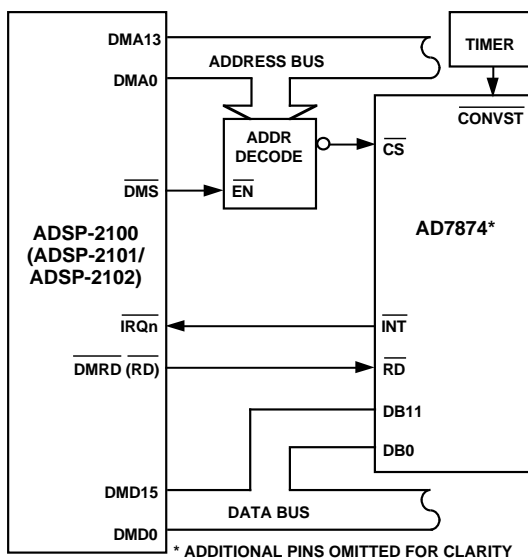 DMA13
TIMER
ADDRESS BUS
DMA0
CONVST
ADDR
DECODE
CS
DMS
EN
ADSP-2100
(ADSP-2101/
ADSP-2102)
AD7874*
IRQn
INT
DMRD (RD)
RD
DB11
DB0
DMD15
DATA BUS
DMD0
* ADDITIONAL PINS OMITTED FOR CLARITY